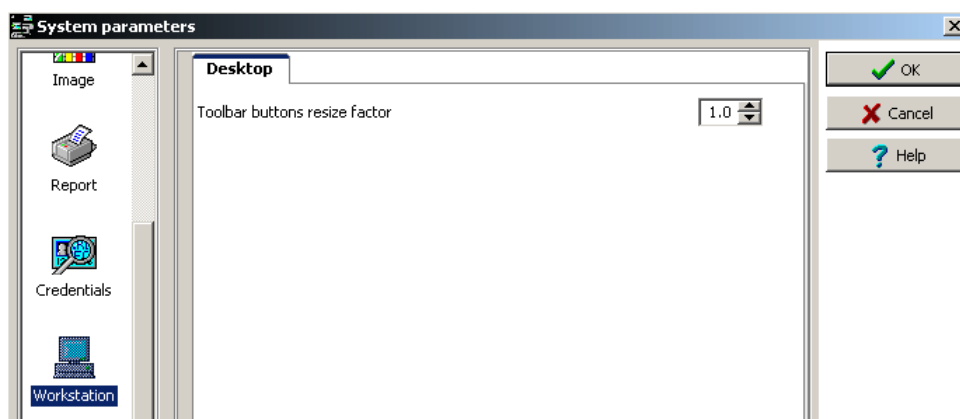 System parameters
Image
Report
Credentials
Workstation
Desktop
Toolbar buttons resize factor 1.0
OK
Cancel
Help